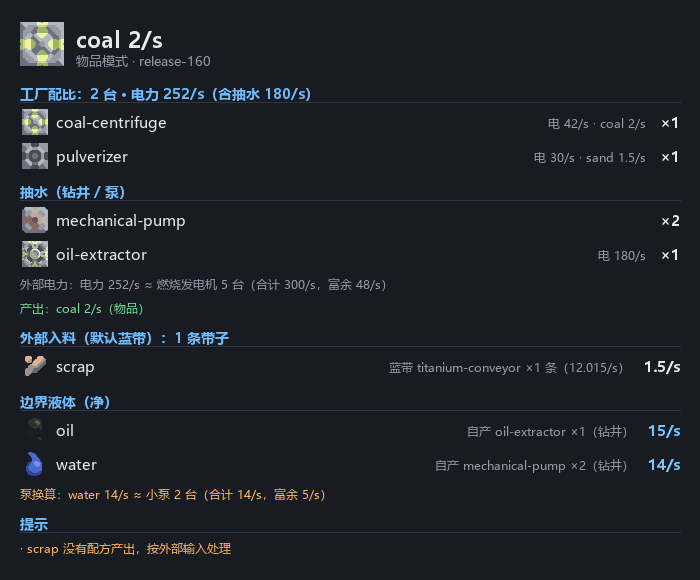 coal 2/s
物品模式 · release-160
工厂配比：2 台 • 电力 252/s（含抽水 180/s）
coal-centrifuge 电 42/s · coal 2/s ×1
pulverizer 电 30/s · sand 1.5/s ×1
抽水（钻井 / 泵）
mechanical-pump ×2
oil-extractor 电 180/s ×1
外部电力：电力 252/s ≈ 燃烧发电机 5 台（合计 300/s，富余 48/s）
产出：coal 2/s（物品）
外部入料（默认蓝带）：1 条带子
scrap 蓝带 titanium-conveyor ×1 条（12.015/s） 1.5/s
边界液体（净）
oil 自产 oil-extractor ×1（钻井） 15/s
water 自产 mechanical-pump ×2（钻井） 14/s
泵换算：water 14/s ≈ 小泵 2 台（合计 14/s，富余 5/s）
提示
· scrap 没有配方产出，按外部输入处理